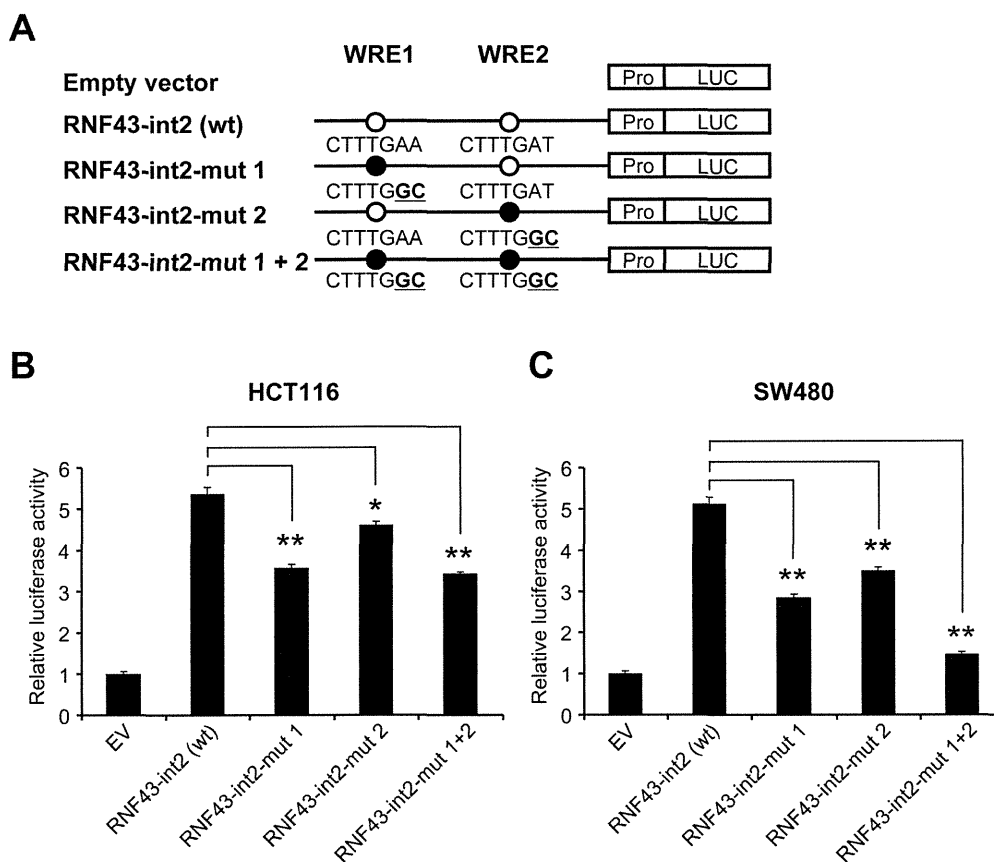 A
WRE1 WRE2
Empty vector Pro LUC
RNF43-int2 (wt) Pro LUC
CTTTGAA CTTTGAT
RNF43-int2-mut 1 Pro LUC
CTTTGGC CTTTGAT
RNF43-int2-mut 2 Pro LUC
CTTTGAA CTTTGGC
RNF43-int2-mut 1 + 2 Pro LUC
CTTTGGC CTTTGGC
B
HCT116
Relative luciferase activity
6
5
4
3
2
1
0
** * **
EV
RNF43-int2 (wt)
RNF43-int2-mut 1
RNF43-int2-mut 2
RNF43-int2-mut 1+2
C
SW480
Relative luciferase activity
6
5
4
3
2
1
0
** ** **
EV
RNF43-int2 (wt)
RNF43-int2-mut 1
RNF43-int2-mut 2
RNF43-int2-mut 1+2